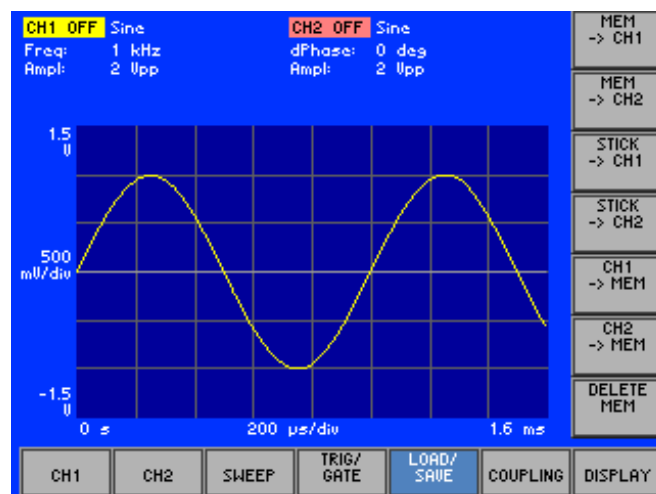 CH1 OFF Sine
Freq: 1 kHz
Ampl: 2 Vpp
CH2 OFF Sine
dPhase: 0 deg
Ampl: 2 Vpp
1.5
V
500
mV/div
-1.5
V
0 s
200 µs/div
1.6 ms
MEM
-> CH1
MEM
-> CH2
STICK
-> CH1
STICK
-> CH2
CH1
-> MEM
CH2
-> MEM
DELETE
MEM
CH1
CH2
SWEEP
TRIG/
GATE
LOAD/
SAVE
COUPLING
DISPLAY